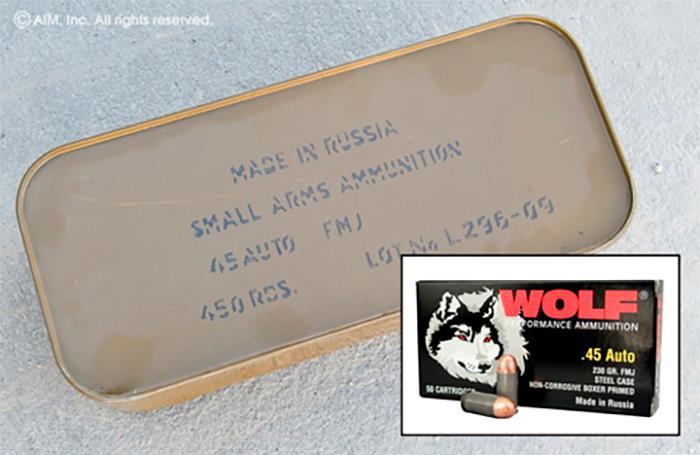 ©AIM, Inc. All rights reserved.
MADE IN RUSSIA
SMALL ARMS AMMUNITION
45 AUTO FMJ LOT.No L296-09
450 RDS.
WOLF®
PERFORMANCE AMMUNITION
.45 Auto
230 GR. FMJ
STEEL CASE
50 CARTRIDGES NON-CORROSIVE BOXER PRIMED
Made in Russia